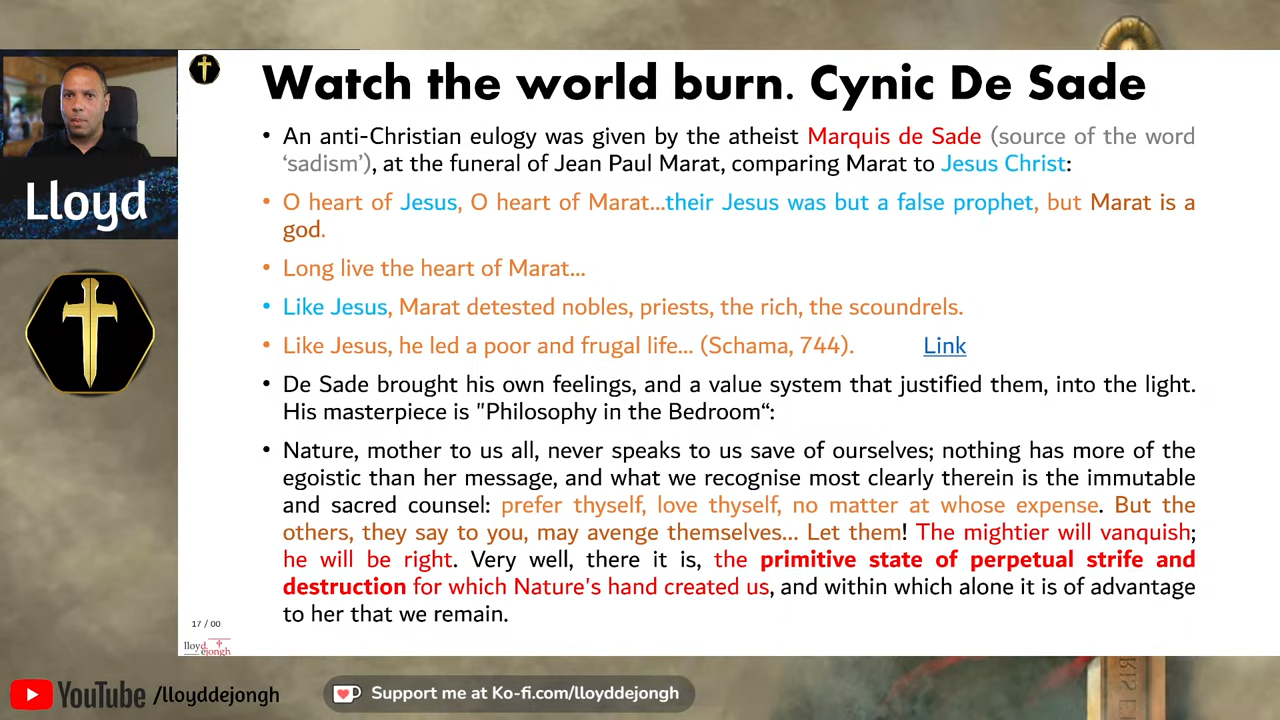 Watch the world burn. Cynic De Sade
Lloyd
• An anti-Christian eulogy was given by the atheist Marquis de Sade (source of the word
‘sadism’), at the funeral of Jean Paul Marat, comparing Marat to Jesus Christ:
• O heart of Jesus, O heart of Marat...their Jesus was but a false prophet, but Marat is a
god.
• Long live the heart of Marat...
• Like Jesus, Marat detested nobles, priests, the rich, the scoundrels.
• Like Jesus, he led a poor and frugal life... (Schama, 744). Link
• De Sade brought his own feelings, and a value system that justified them, into the light.
His masterpiece is "Philosophy in the Bedroom“:
• Nature, mother to us all, never speaks to us save of ourselves; nothing has more of the
egoistic than her message, and what we recognise most clearly therein is the immutable
and sacred counsel: prefer thyself, love thyself, no matter at whose expense. But the
others, they say to you, may avenge themselves... Let them! The mightier will vanquish;
he will be right. Very well, there it is, the primitive state of perpetual strife and
destruction for which Nature's hand created us, and within which alone it is of advantage
to her that we remain.
17 / 00
lloyd
ejongh
YouTube /lloyddejongh
Support me at Ko-fi.com/lloyddejongh